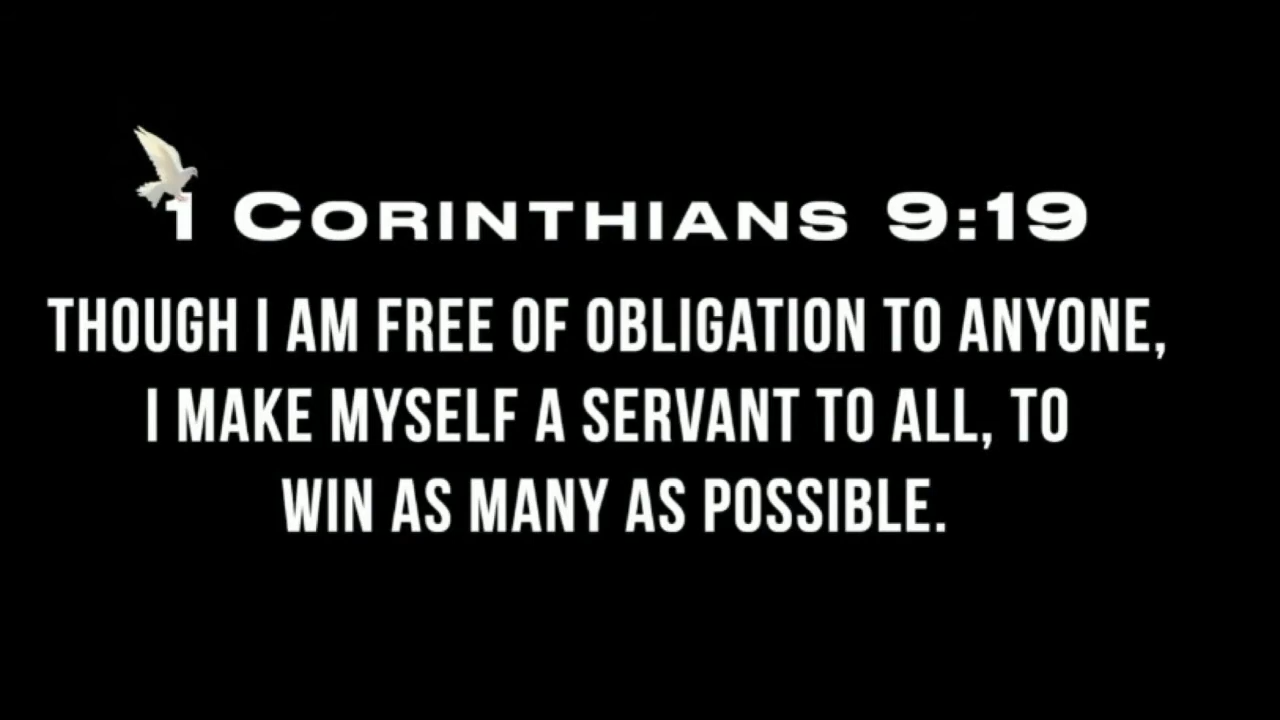 1 CORINTHIANS 9:19
THOUGH I AM FREE OF OBLIGATION TO ANYONE,
I MAKE MYSELF A SERVANT TO ALL, TO
WIN AS MANY AS POSSIBLE.